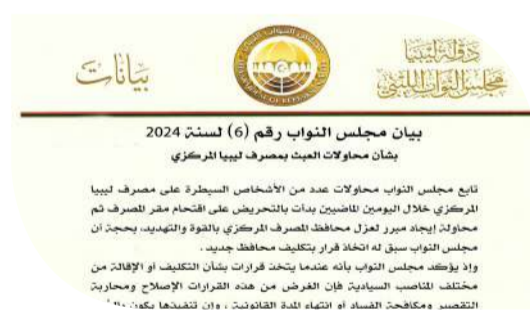 دولة ليبيا
مجلس النواب الليبي
بيانات
بيان مجلس النواب رقم (6) لسنة 2024
بشأن محاولات العبث بمصرف ليبيا المركزي
تابع مجلس النواب محاولات عدد من الأشخاص السيطرة على مصرف ليبيا
المركزي خلال اليومين الماضيين بدأت بالتحريض على اقتحام مقر المصرف ثم
محاولة إيجاد مبرر لعزل محافظ المصرف المركزي بالقوة والتهديد، بحجة أن
مجلس النواب سبق له اتخاذ قرار بتكليف محافظ جديد .
وإذ يؤكد مجلس النواب بأنه عندما يتخذ قرارات بشأن التكليف أو الإقالة من
مختلف المناصب السيادية فإن الغرض من هذه القرارات الإصلاح ومحاربة
التقصير ومكافحة الفساد أو انتهاء المدة القانونية ، وإن تنفيذها يكون